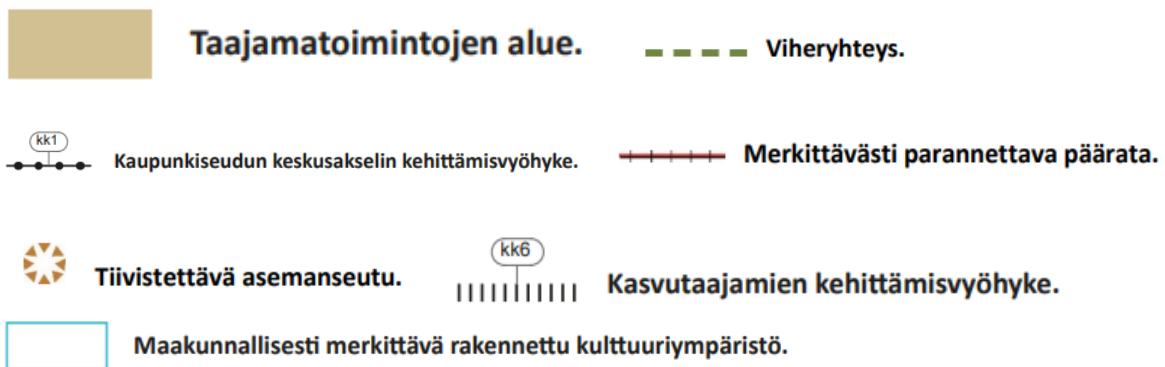 Taajamatoimintojen alue.
Viheryhteys.
kk1
Kaupunkiseudun keskusakselin kehittämisvyöhyke.
Merkittävästi parannettava päärata.
Tiivistettävä asemanseutu.
kk6
Kasvutaajamien kehittämisvyöhyke.
Maakunnallisesti merkittävä rakennettu kulttuuriympäristö.